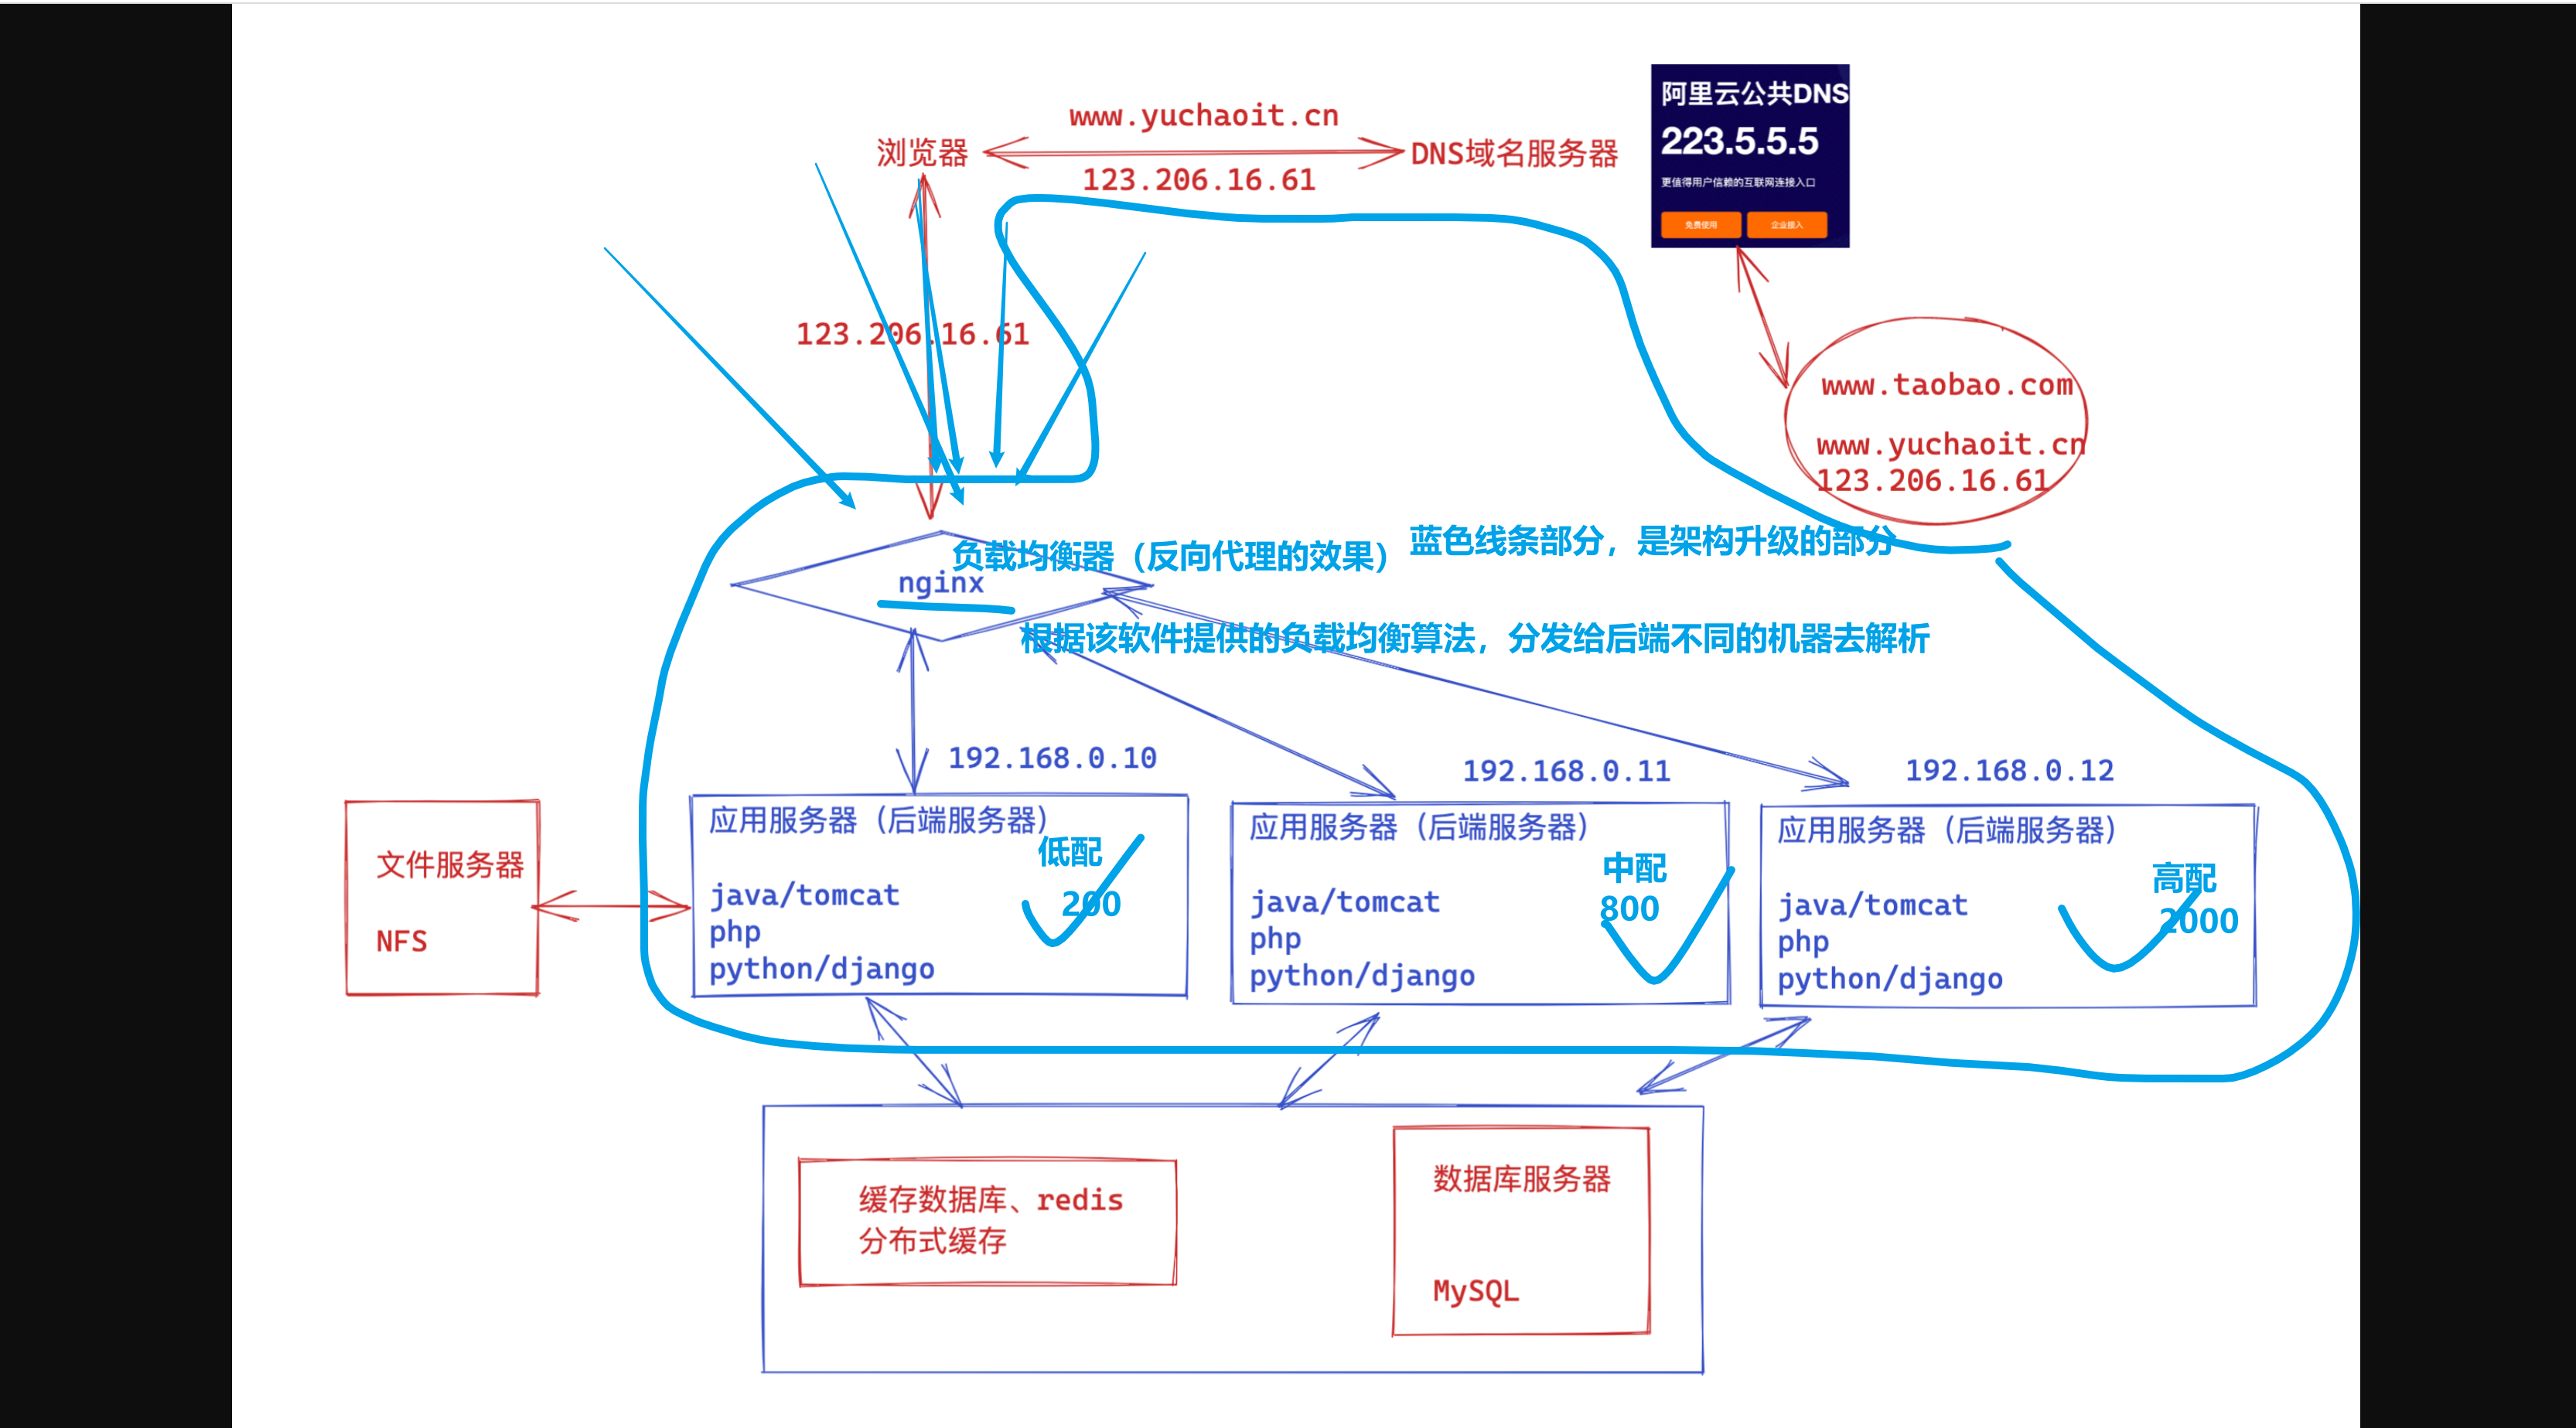 阿里云公共DNS
223.5.5.5
更值得用户信赖的互联网连接入口
免费使用
企业接入
www.yuchaoit.cn
浏览器
DNS域名服务器
123.206.16.61
123.206.16.61
www.taobao.com
www.yuchaoit.cn
123.206.16.61
负载均衡器（反向代理的效果）
蓝色线条部分，是架构升级的部分
nginx
根据该软件提供的负载均衡算法，分发给后端不同的机器去解析
192.168.0.10
192.168.0.11
192.168.0.12
文件服务器
NFS
应用服务器（后端服务器）
低配
200
java/tomcat
php
python/django
应用服务器（后端服务器）
中配
800
java/tomcat
php
python/django
应用服务器（后端服务器）
高配
2000
java/tomcat
php
python/django
缓存数据库、redis
分布式缓存
数据库服务器
MySQL